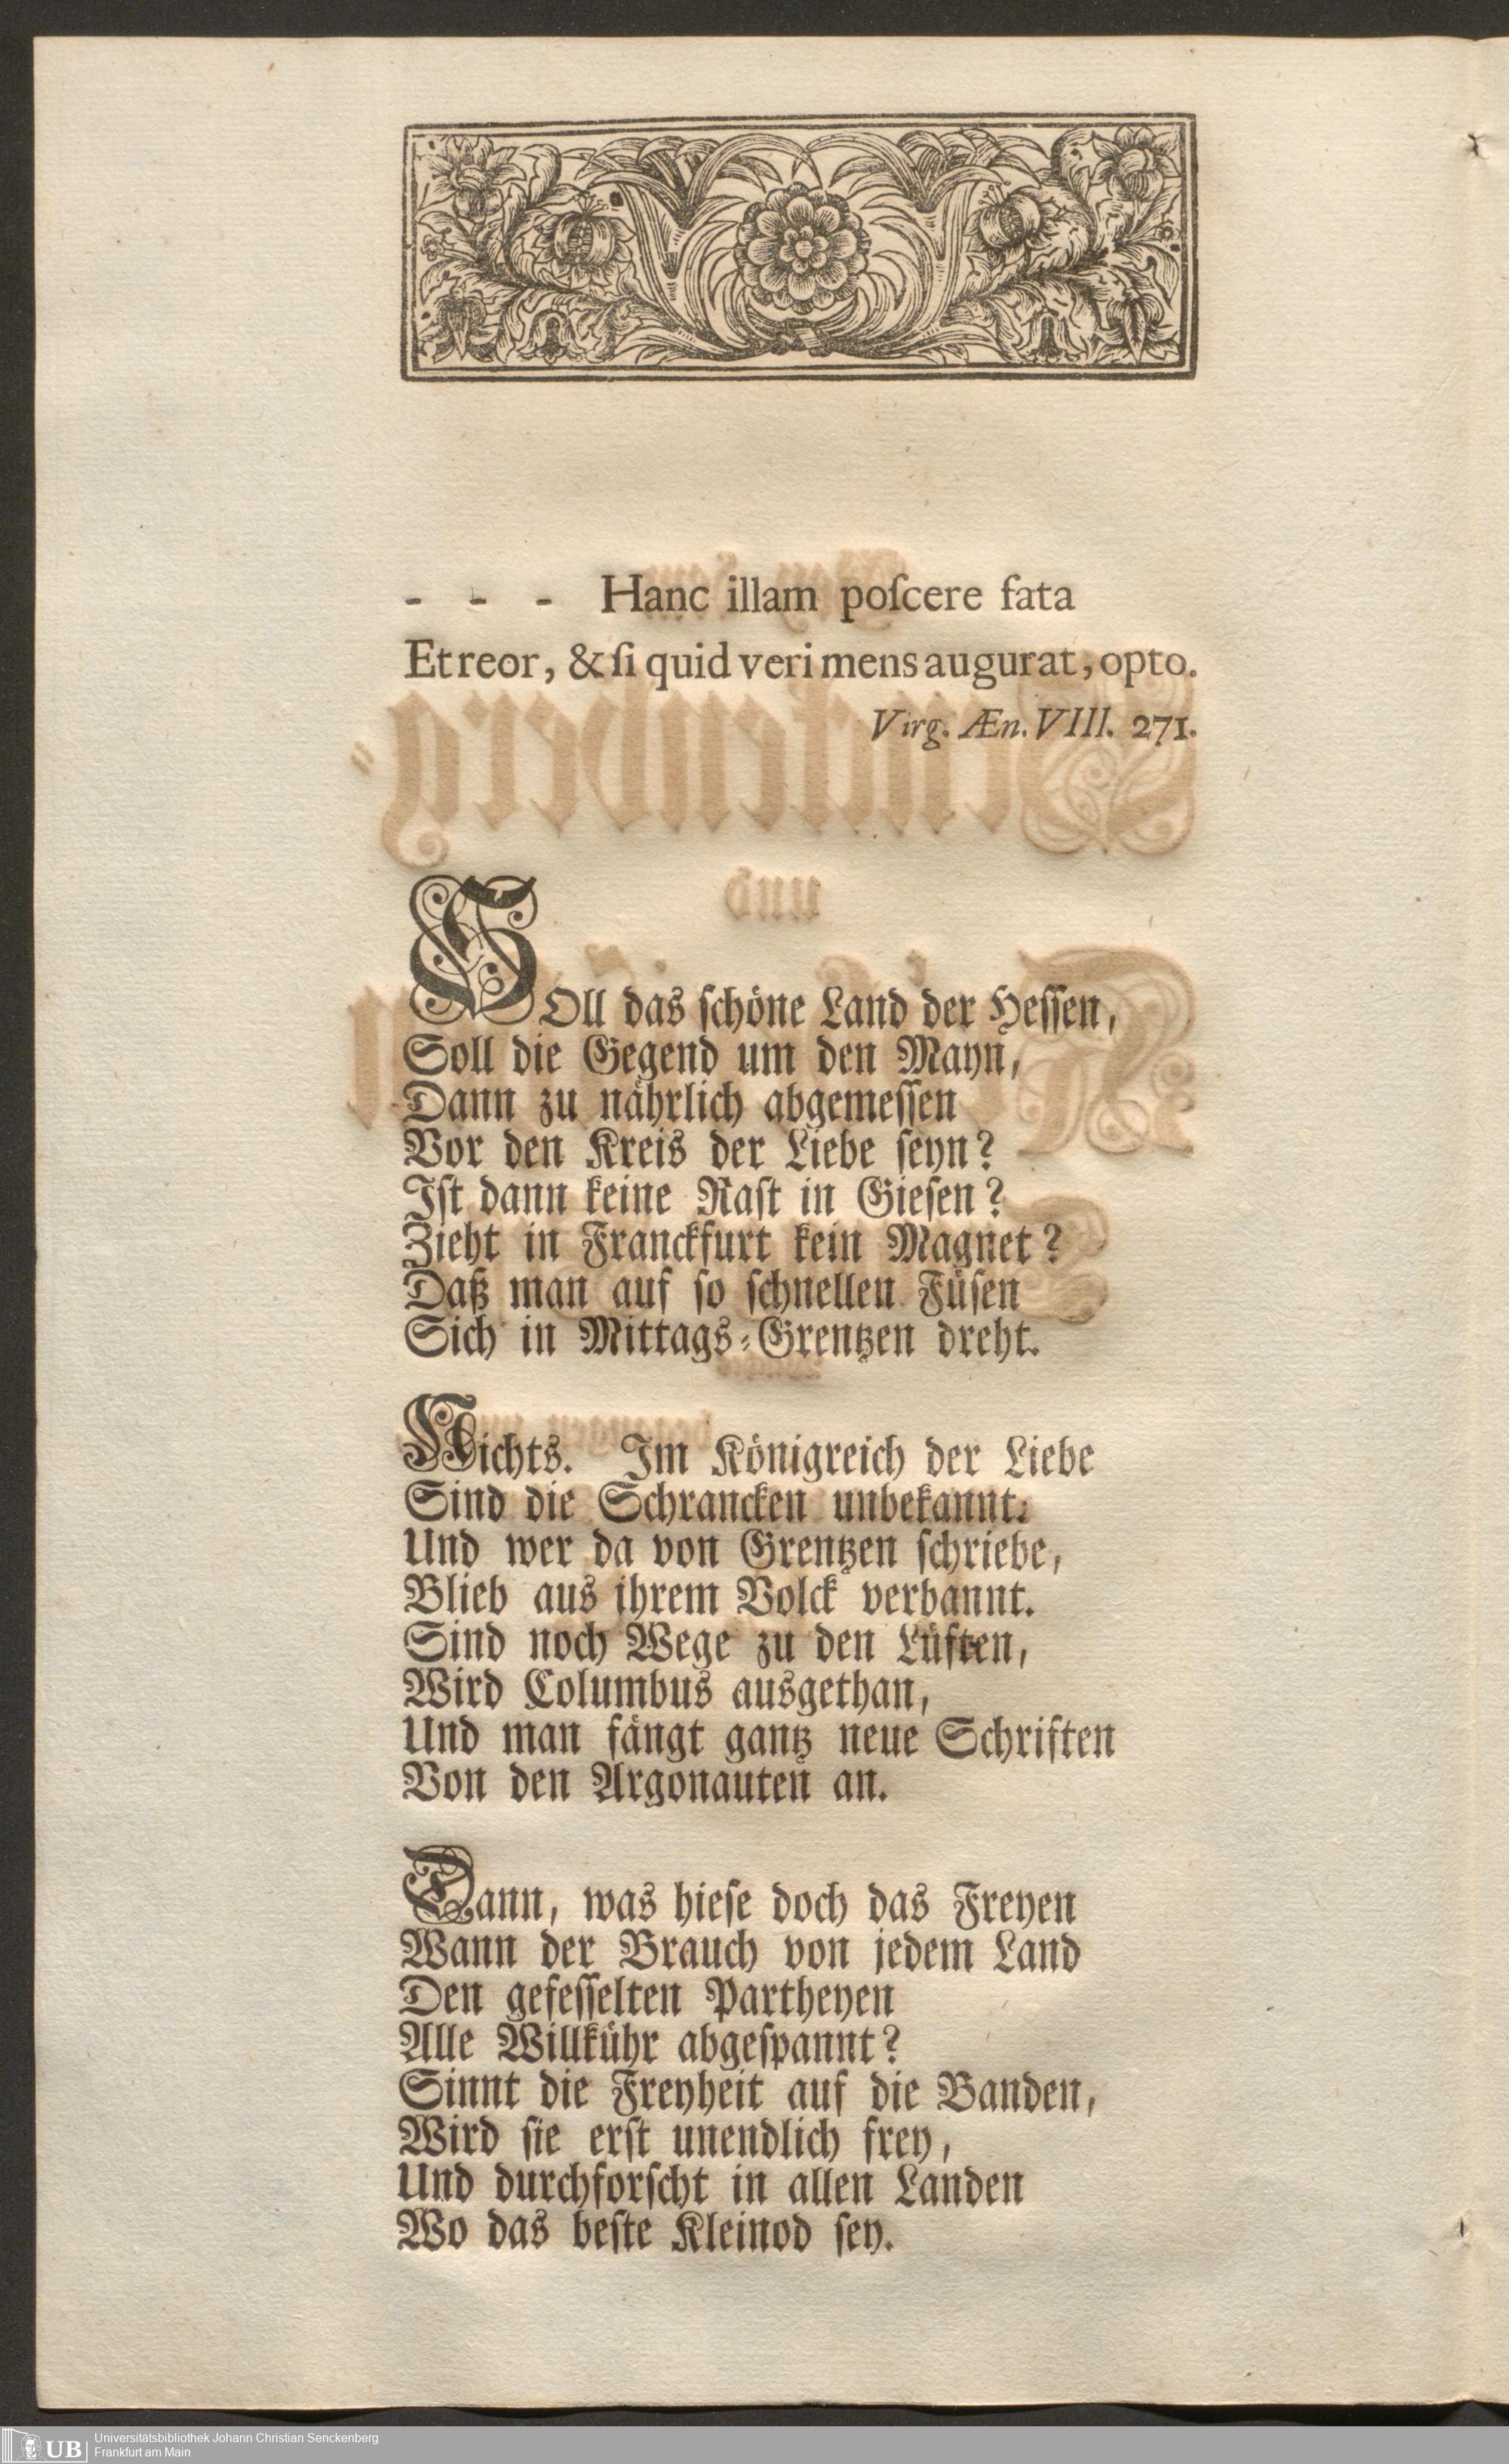 - - - Hanc illam poſcere fata
Et reor, & ſi quid veri mens augurat, opto.
Virg. Æn. VIII. 271.
SOll das ſchöne Land der Heſſen,
Soll die Gegend um den Mayn,
Dann zu nährlich abgemeſſen
Vor den Kreis der Liebe ſeyn?
Iſt dann keine Raſt in Gieſen?
Zieht in Franckfurt kein Magnet?
Daß man auf ſo ſchnellen Füſen
Sich in Mittags-Grentzen dreht.
Nichts. Im Königreich der Liebe
Sind die Schrancken unbekannt:
Und wer da von Grentzen ſchriebe,
Blieb aus ihrem Volck verbannt.
Sind noch Wege zu den Lüften,
Wird Columbus ausgethan,
Und man fängt gantz neue Schriften
Von den Argonauten an.
Dann, was hieſe doch das Freyen
Wann der Brauch von jedem Land
Den gefeſſelten Partheyen
Alle Willkühr abgeſpannt?
Sinnt die Freyheit auf die Banden,
Wird ſie erſt unendlich frey,
Und durchforſcht in allen Landen
Wo das beſte Kleinod ſey.
UB Universitätsbibliothek Johann Christian Senckenberg
Frankfurt am Main